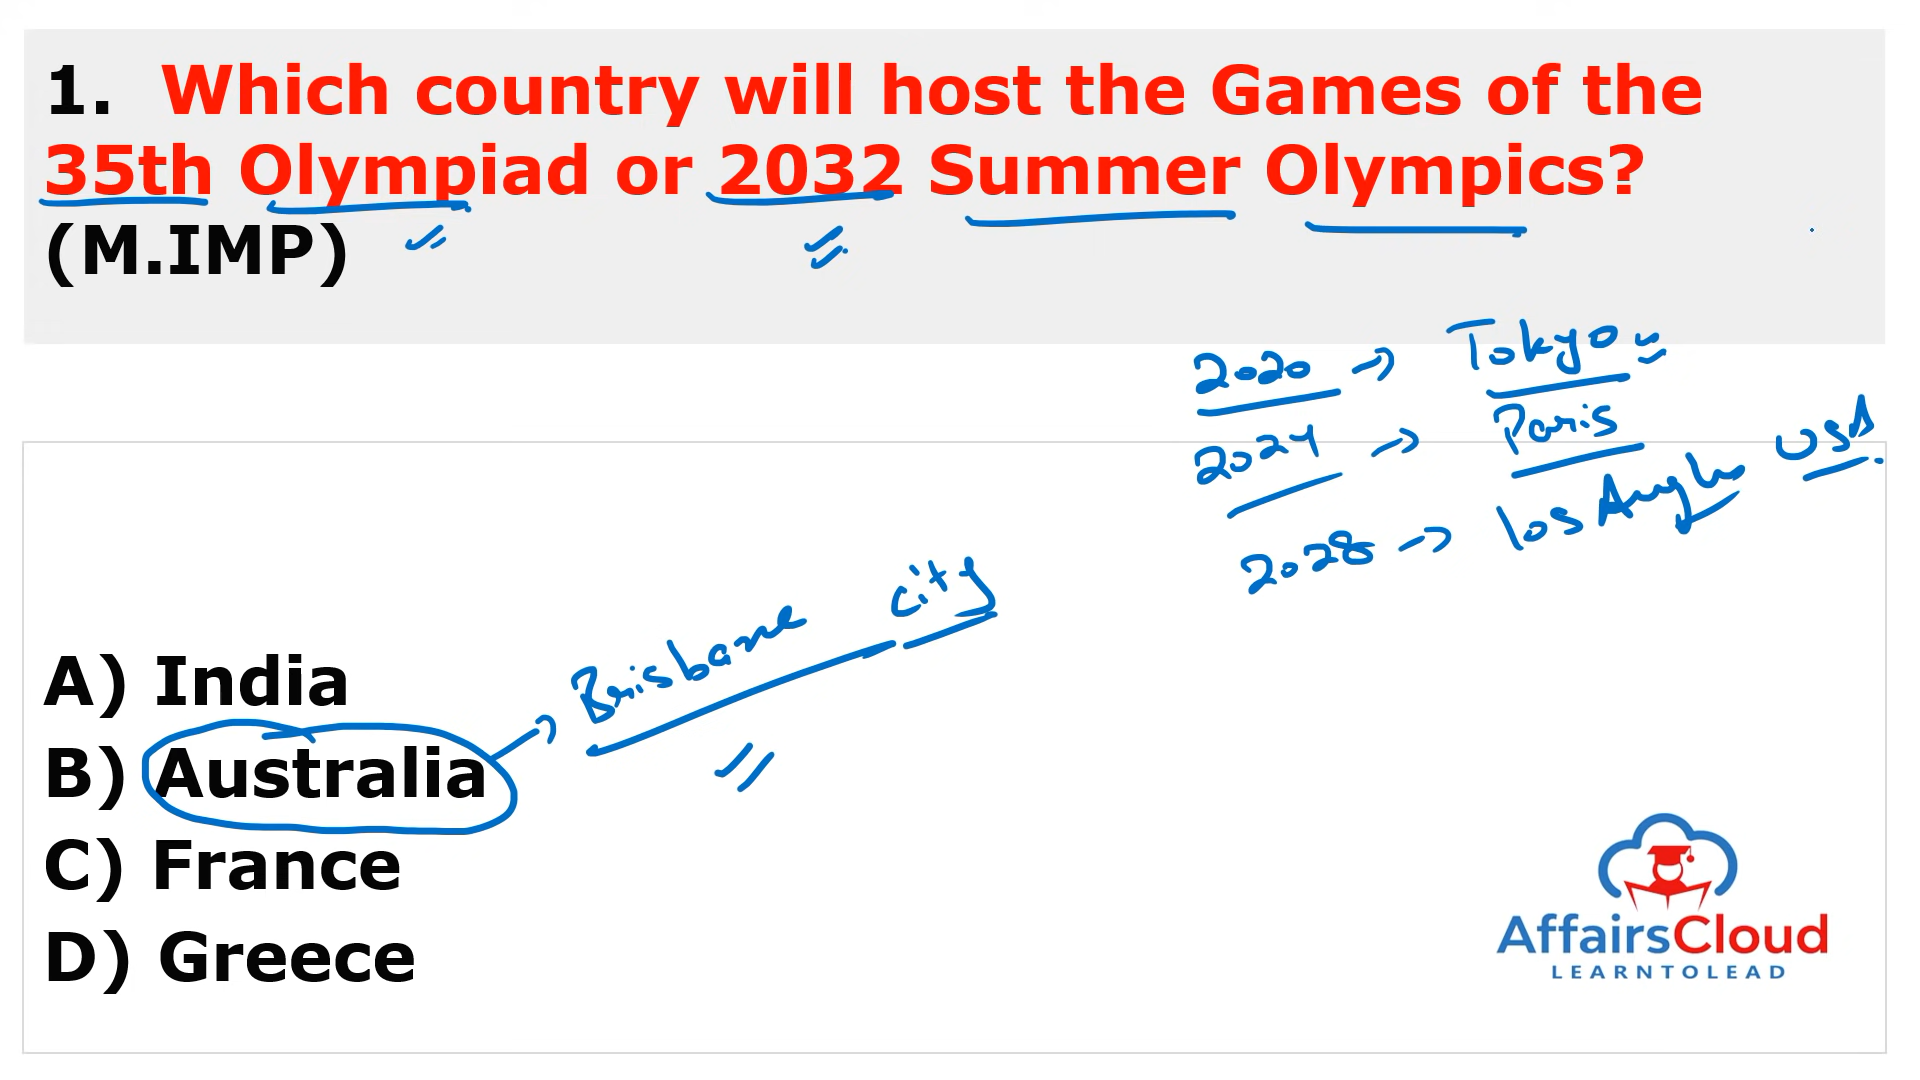 1. Which country will host the Games of the
35th Olympiad or 2032 Summer Olympics?
(M.IMP)
2020 → Tokyo
2024 → Paris
2028 → los Angles USA
Brisbane city
A) India
B) Australia →
C) France
D) Greece
AffairsCloud
LEARNTOLEAD